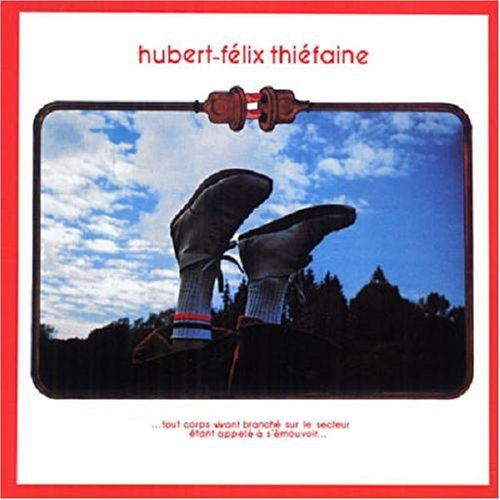 hubert-félix thiéfaine
...tout corps vivant branché sur le secteur
étant appelé à s'émouvoir...